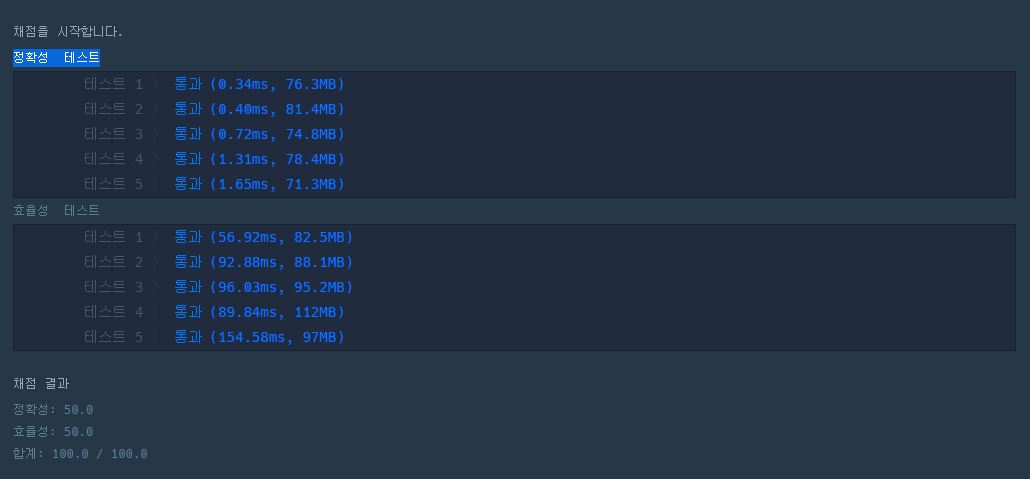 채점을 시작합니다.
정확성 테스트
테스트 1 〉 통과 (0.34ms, 76.3MB)
테스트 2 〉 통과 (0.40ms, 81.4MB)
테스트 3 〉 통과 (0.72ms, 74.8MB)
테스트 4 〉 통과 (1.31ms, 78.4MB)
테스트 5 〉 통과 (1.65ms, 71.3MB)
효율성 테스트
테스트 1 〉 통과 (56.92ms, 82.5MB)
테스트 2 〉 통과 (92.88ms, 88.1MB)
테스트 3 〉 통과 (96.03ms, 95.2MB)
테스트 4 〉 통과 (89.84ms, 112MB)
테스트 5 〉 통과 (154.58ms, 97MB)
채점 결과
정확성: 50.0
효율성: 50.0
합계: 100.0 / 100.0